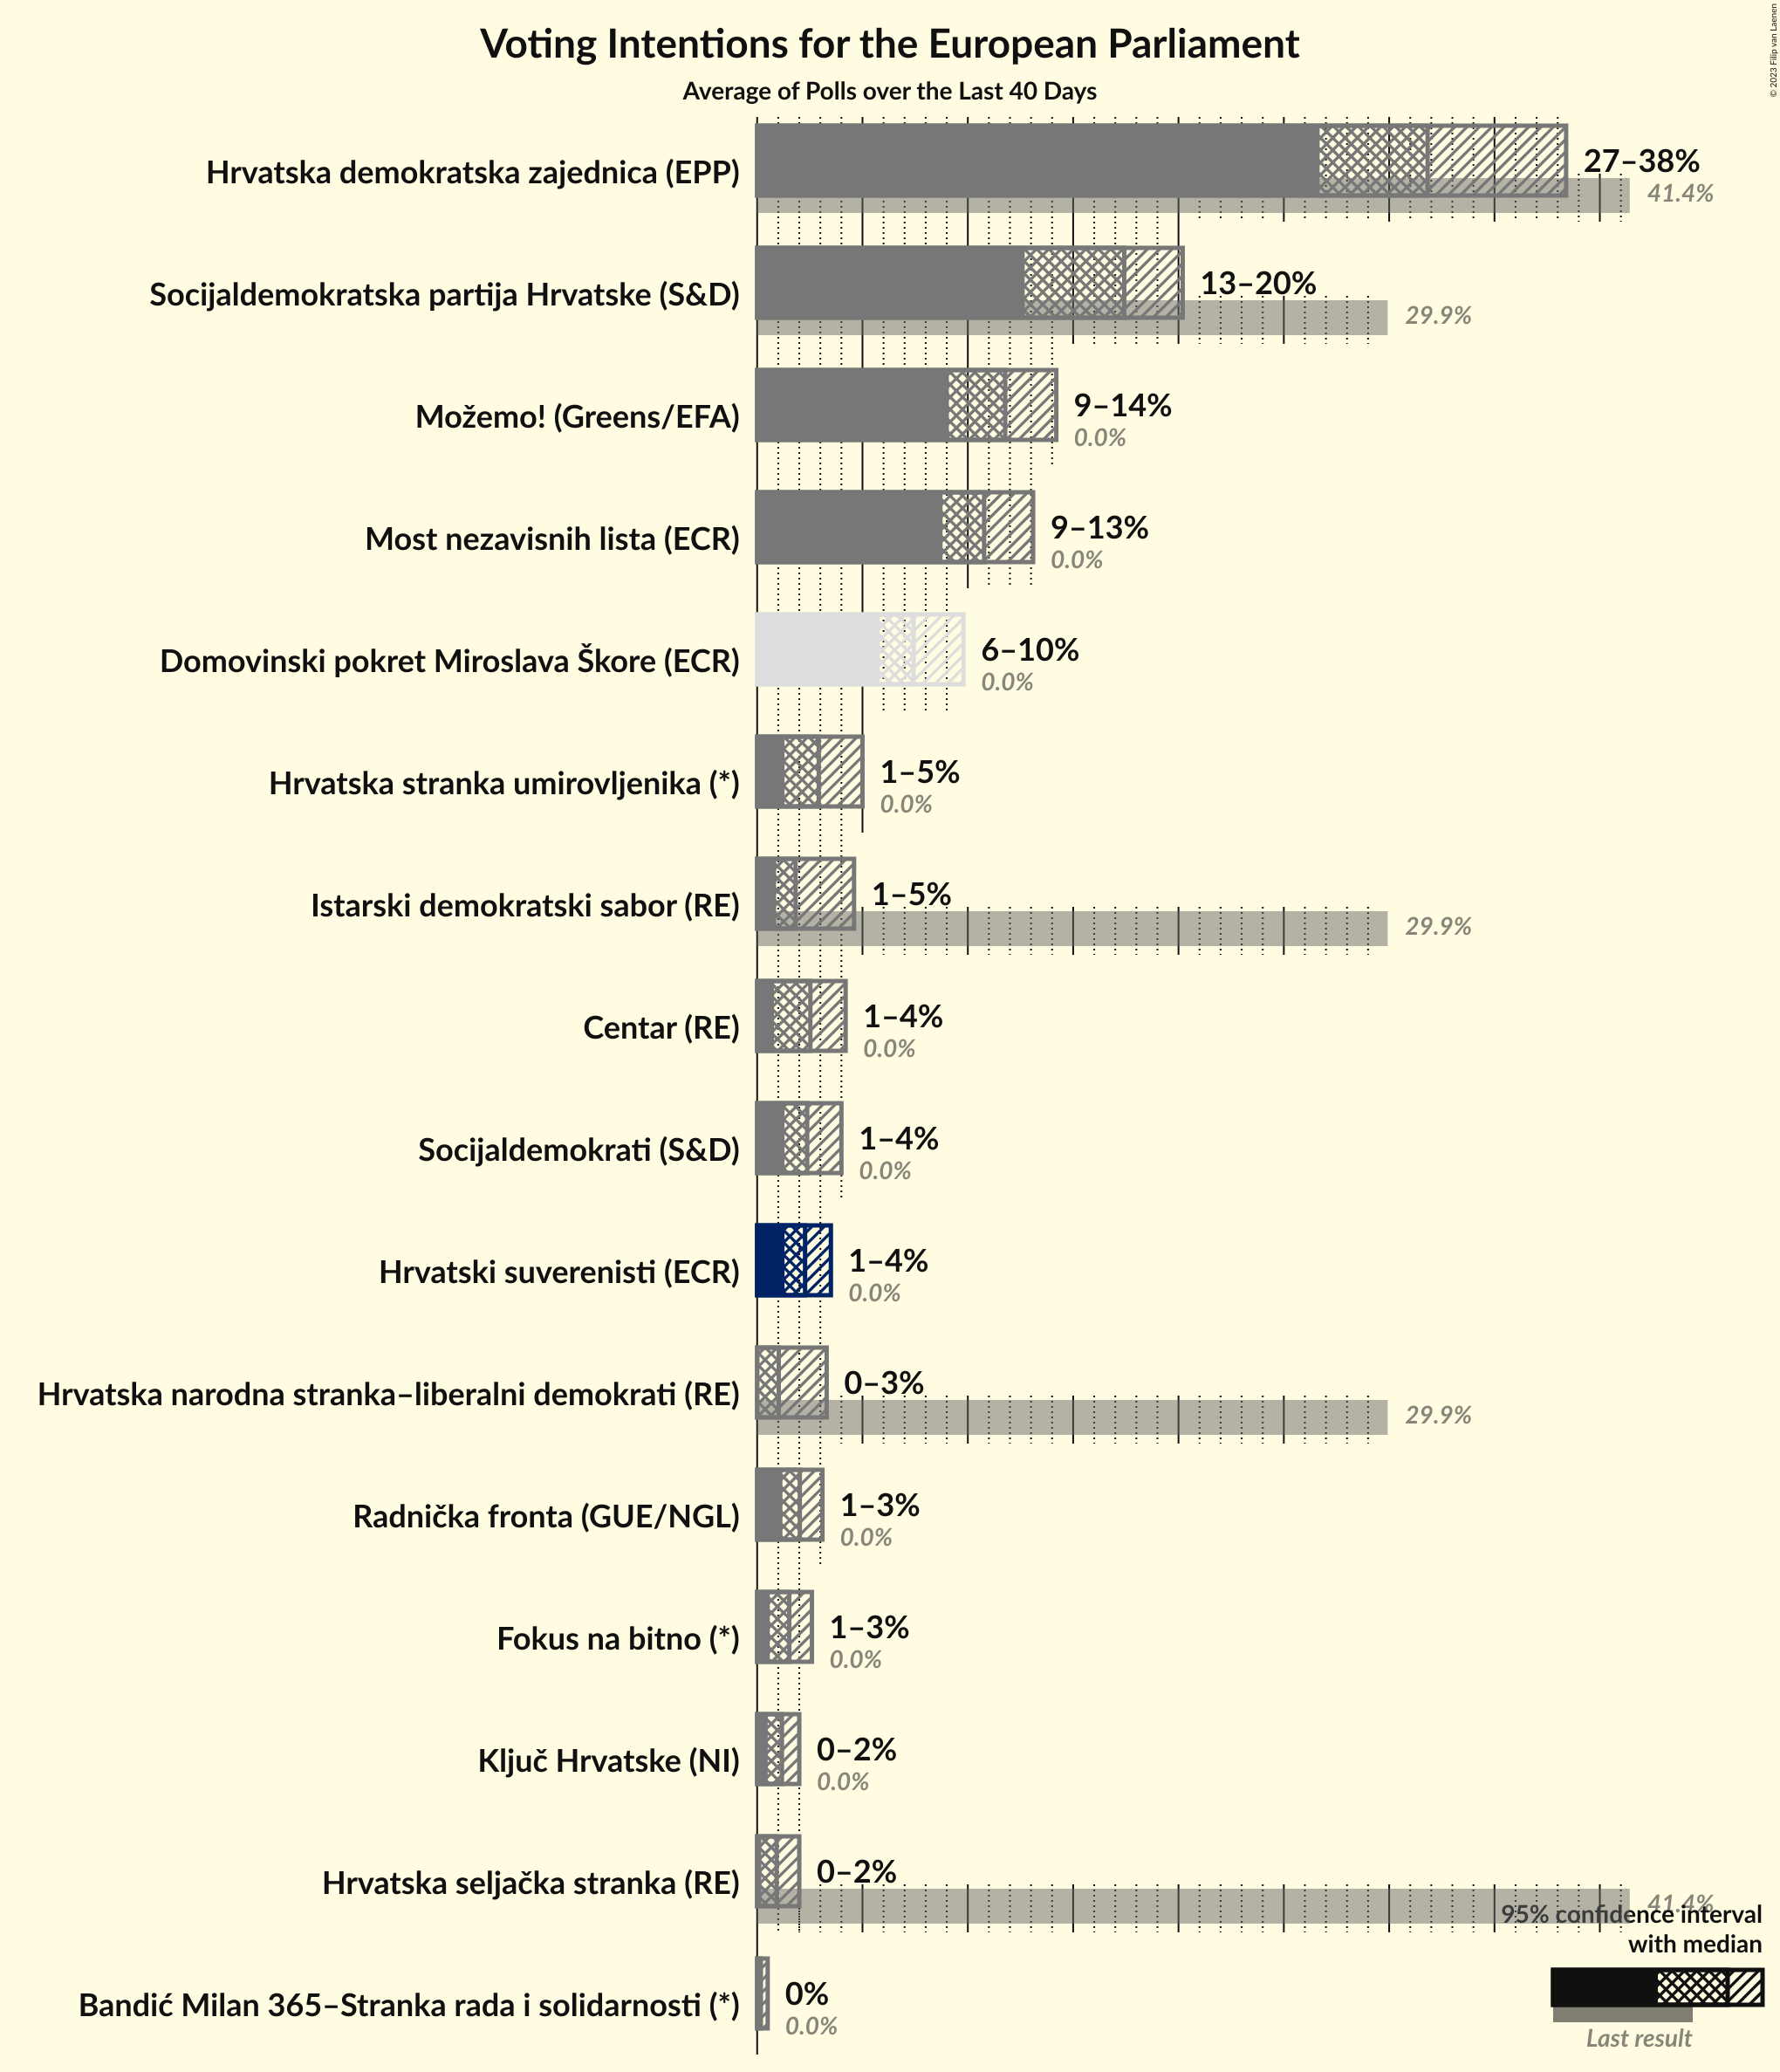 Voting Intentions for the European Parliament
Average of Polls over the Last 40 Days
© 2023 Filip van Laenen
Hrvatska demokratska zajednica (EPP)
27–38%
41.4%
Socijaldemokratska partija Hrvatske (S&D)
13–20%
29.9%
Možemo! (Greens/EFA)
9–14%
0.0%
Most nezavisnih lista (ECR)
9–13%
0.0%
Domovinski pokret Miroslava Škore (ECR)
6–10%
0.0%
Hrvatska stranka umirovljenika (*)
1–5%
0.0%
Istarski demokratski sabor (RE)
1–5%
29.9%
Centar (RE)
1–4%
0.0%
Socijaldemokrati (S&D)
1–4%
0.0%
Hrvatski suverenisti (ECR)
1–4%
0.0%
Hrvatska narodna stranka–liberalni demokrati (RE)
0–3%
29.9%
Radnička fronta (GUE/NGL)
1–3%
0.0%
Fokus na bitno (*)
1–3%
0.0%
Ključ Hrvatske (NI)
0–2%
0.0%
Hrvatska seljačka stranka (RE)
0–2%
41.4%
Bandić Milan 365–Stranka rada i solidarnosti (*)
0%
0.0%
95% confidence interval
with median
Last result